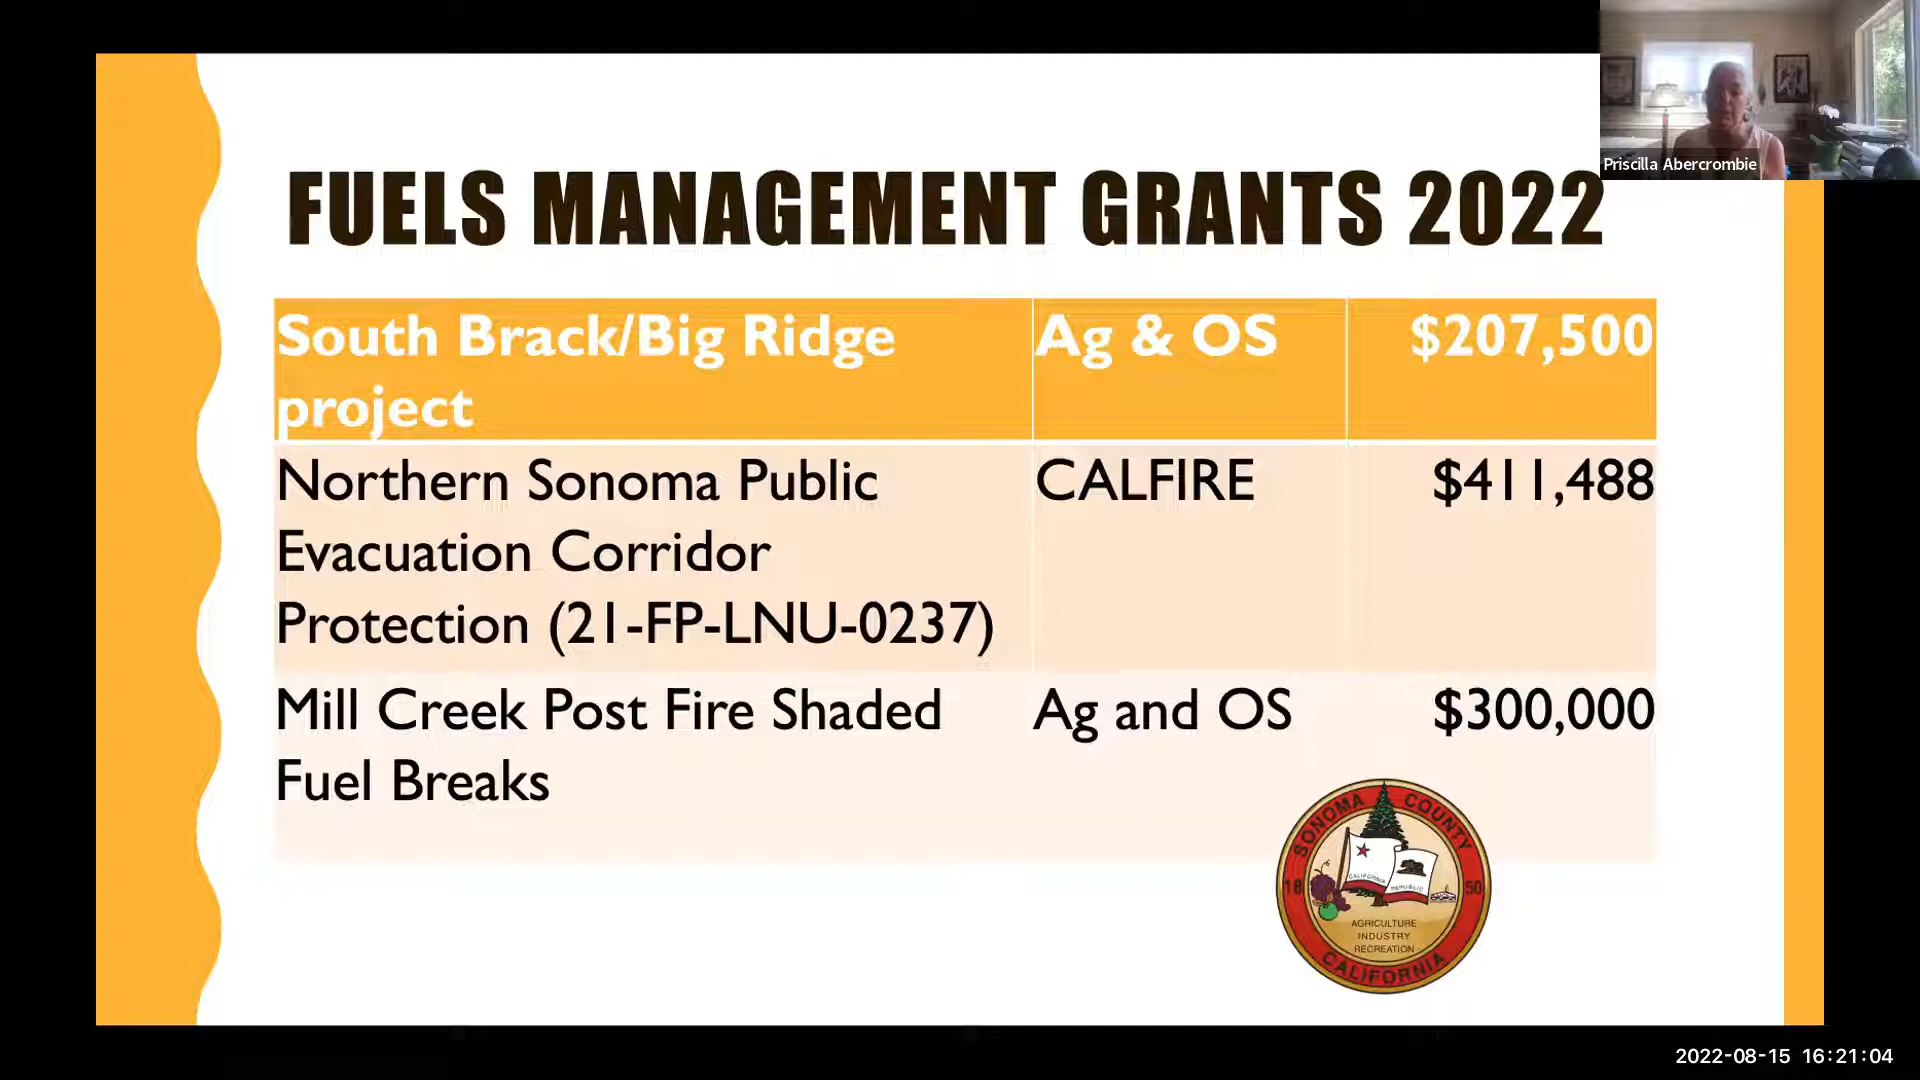 Priscilla Abercrombie
FUELS MANAGEMENT GRANTS 2022
South Brack/Big Ridge project
Ag & OS
$207,500
Northern Sonoma Public
Evacuation Corridor
Protection (21-FP-LNU-0237)
CALFIRE
$411,488
Mill Creek Post Fire Shaded
Fuel Breaks
Ag and OS
$300,000
SONOMA COUNTY
18 50
CALIFORNIA
REPUBLIC
AGRICULTURE
INDUSTRY
RECREATION
CALIFORNIA
2022-08-15 16:21:04